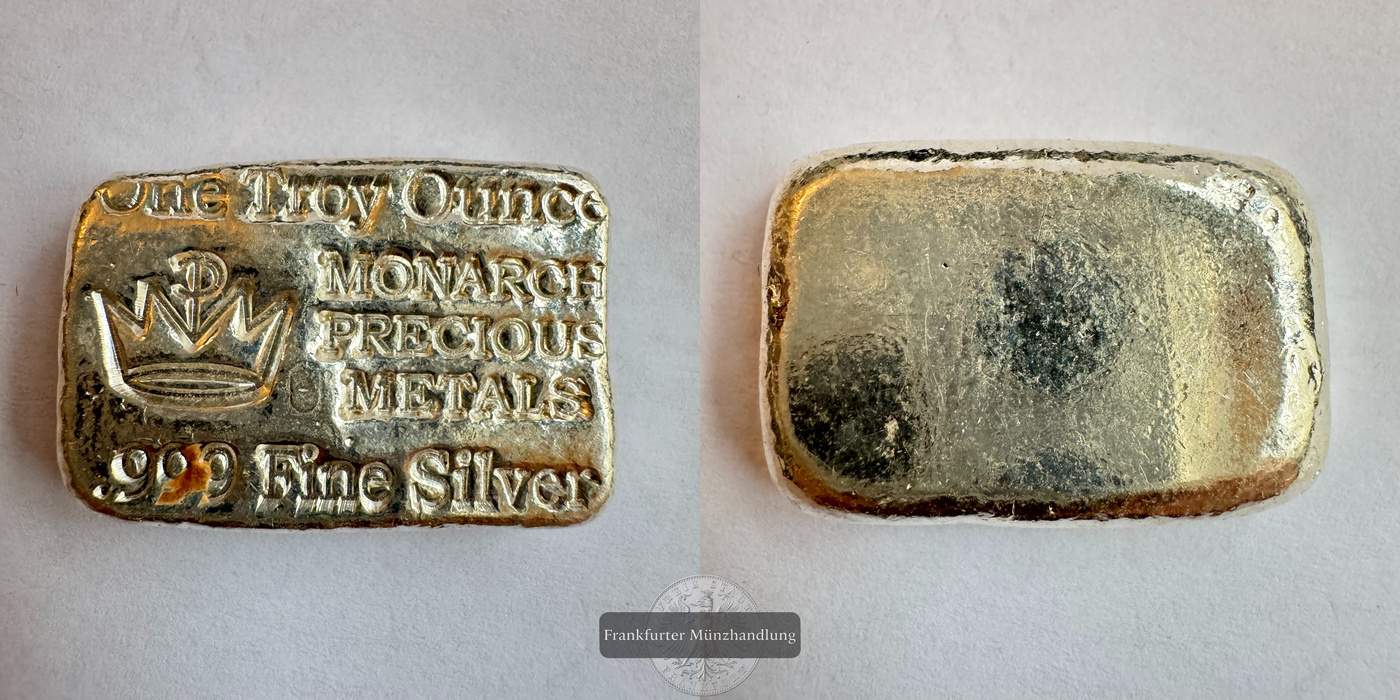 One Troy Ounce
MONARCH
PRECIOUS
METALS
.999 Fine Silver
Frankfurter Münzhandlung